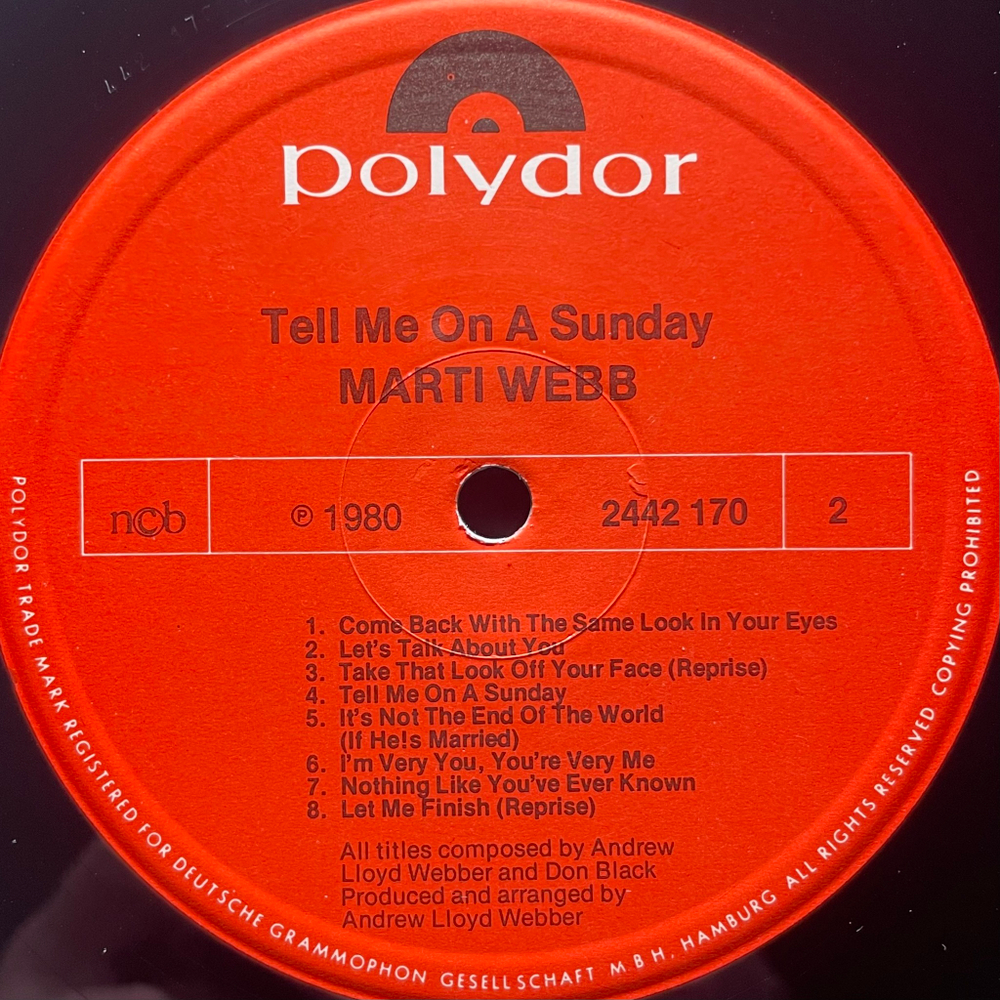 polydor
Tell Me On A Sunday
MARTI WEBB
ncb
℗ 1980
2442 170
2
1. Come Back With The Same Look In Your Eyes
2. Let's Talk About You
3. Take That Look Off Your Face (Reprise)
4. Tell Me On A Sunday
5. It's Not The End Of The World
(If He!s Married)
6. I'm Very You, You're Very Me
7. Nothing Like You've Ever Known
8. Let Me Finish (Reprise)
All titles composed by Andrew
Lloyd Webber and Don Black
Produced and arranged by
Andrew Lloyd Webber
POLYDOR TRADE MARK REGISTERED FOR DEUTSCHE GRAMMOPHON GESELLSCHAFT M B H, HAMBURG ALL RIGHTS RESERVED COPYING PROHIBITED